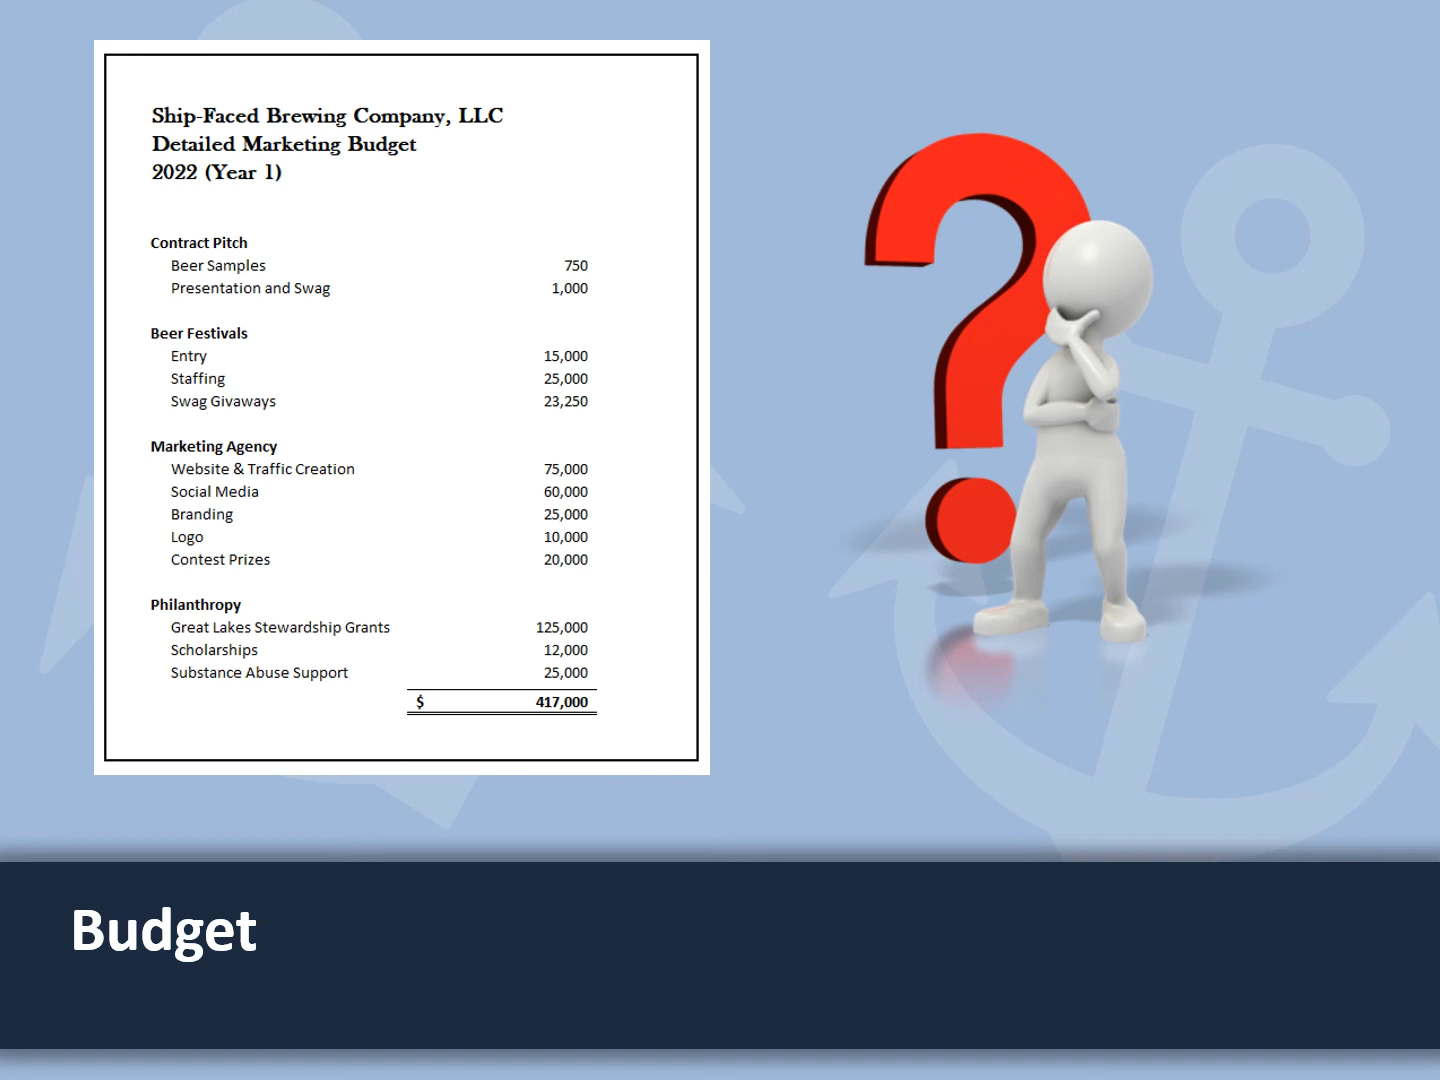 Ship-Faced Brewing Company, LLC
Detailed Marketing Budget
2022 (Year 1)
Contract Pitch
Beer Samples 750
Presentation and Swag 1,000
Beer Festivals
Entry 15,000
Staffing 25,000
Swag Givaways 23,250
Marketing Agency
Website & Traffic Creation 75,000
Social Media 60,000
Branding 25,000
Logo 10,000
Contest Prizes 20,000
Philanthropy
Great Lakes Stewardship Grants 125,000
Scholarships 12,000
Substance Abuse Support 25,000
$ 417,000
?
Budget